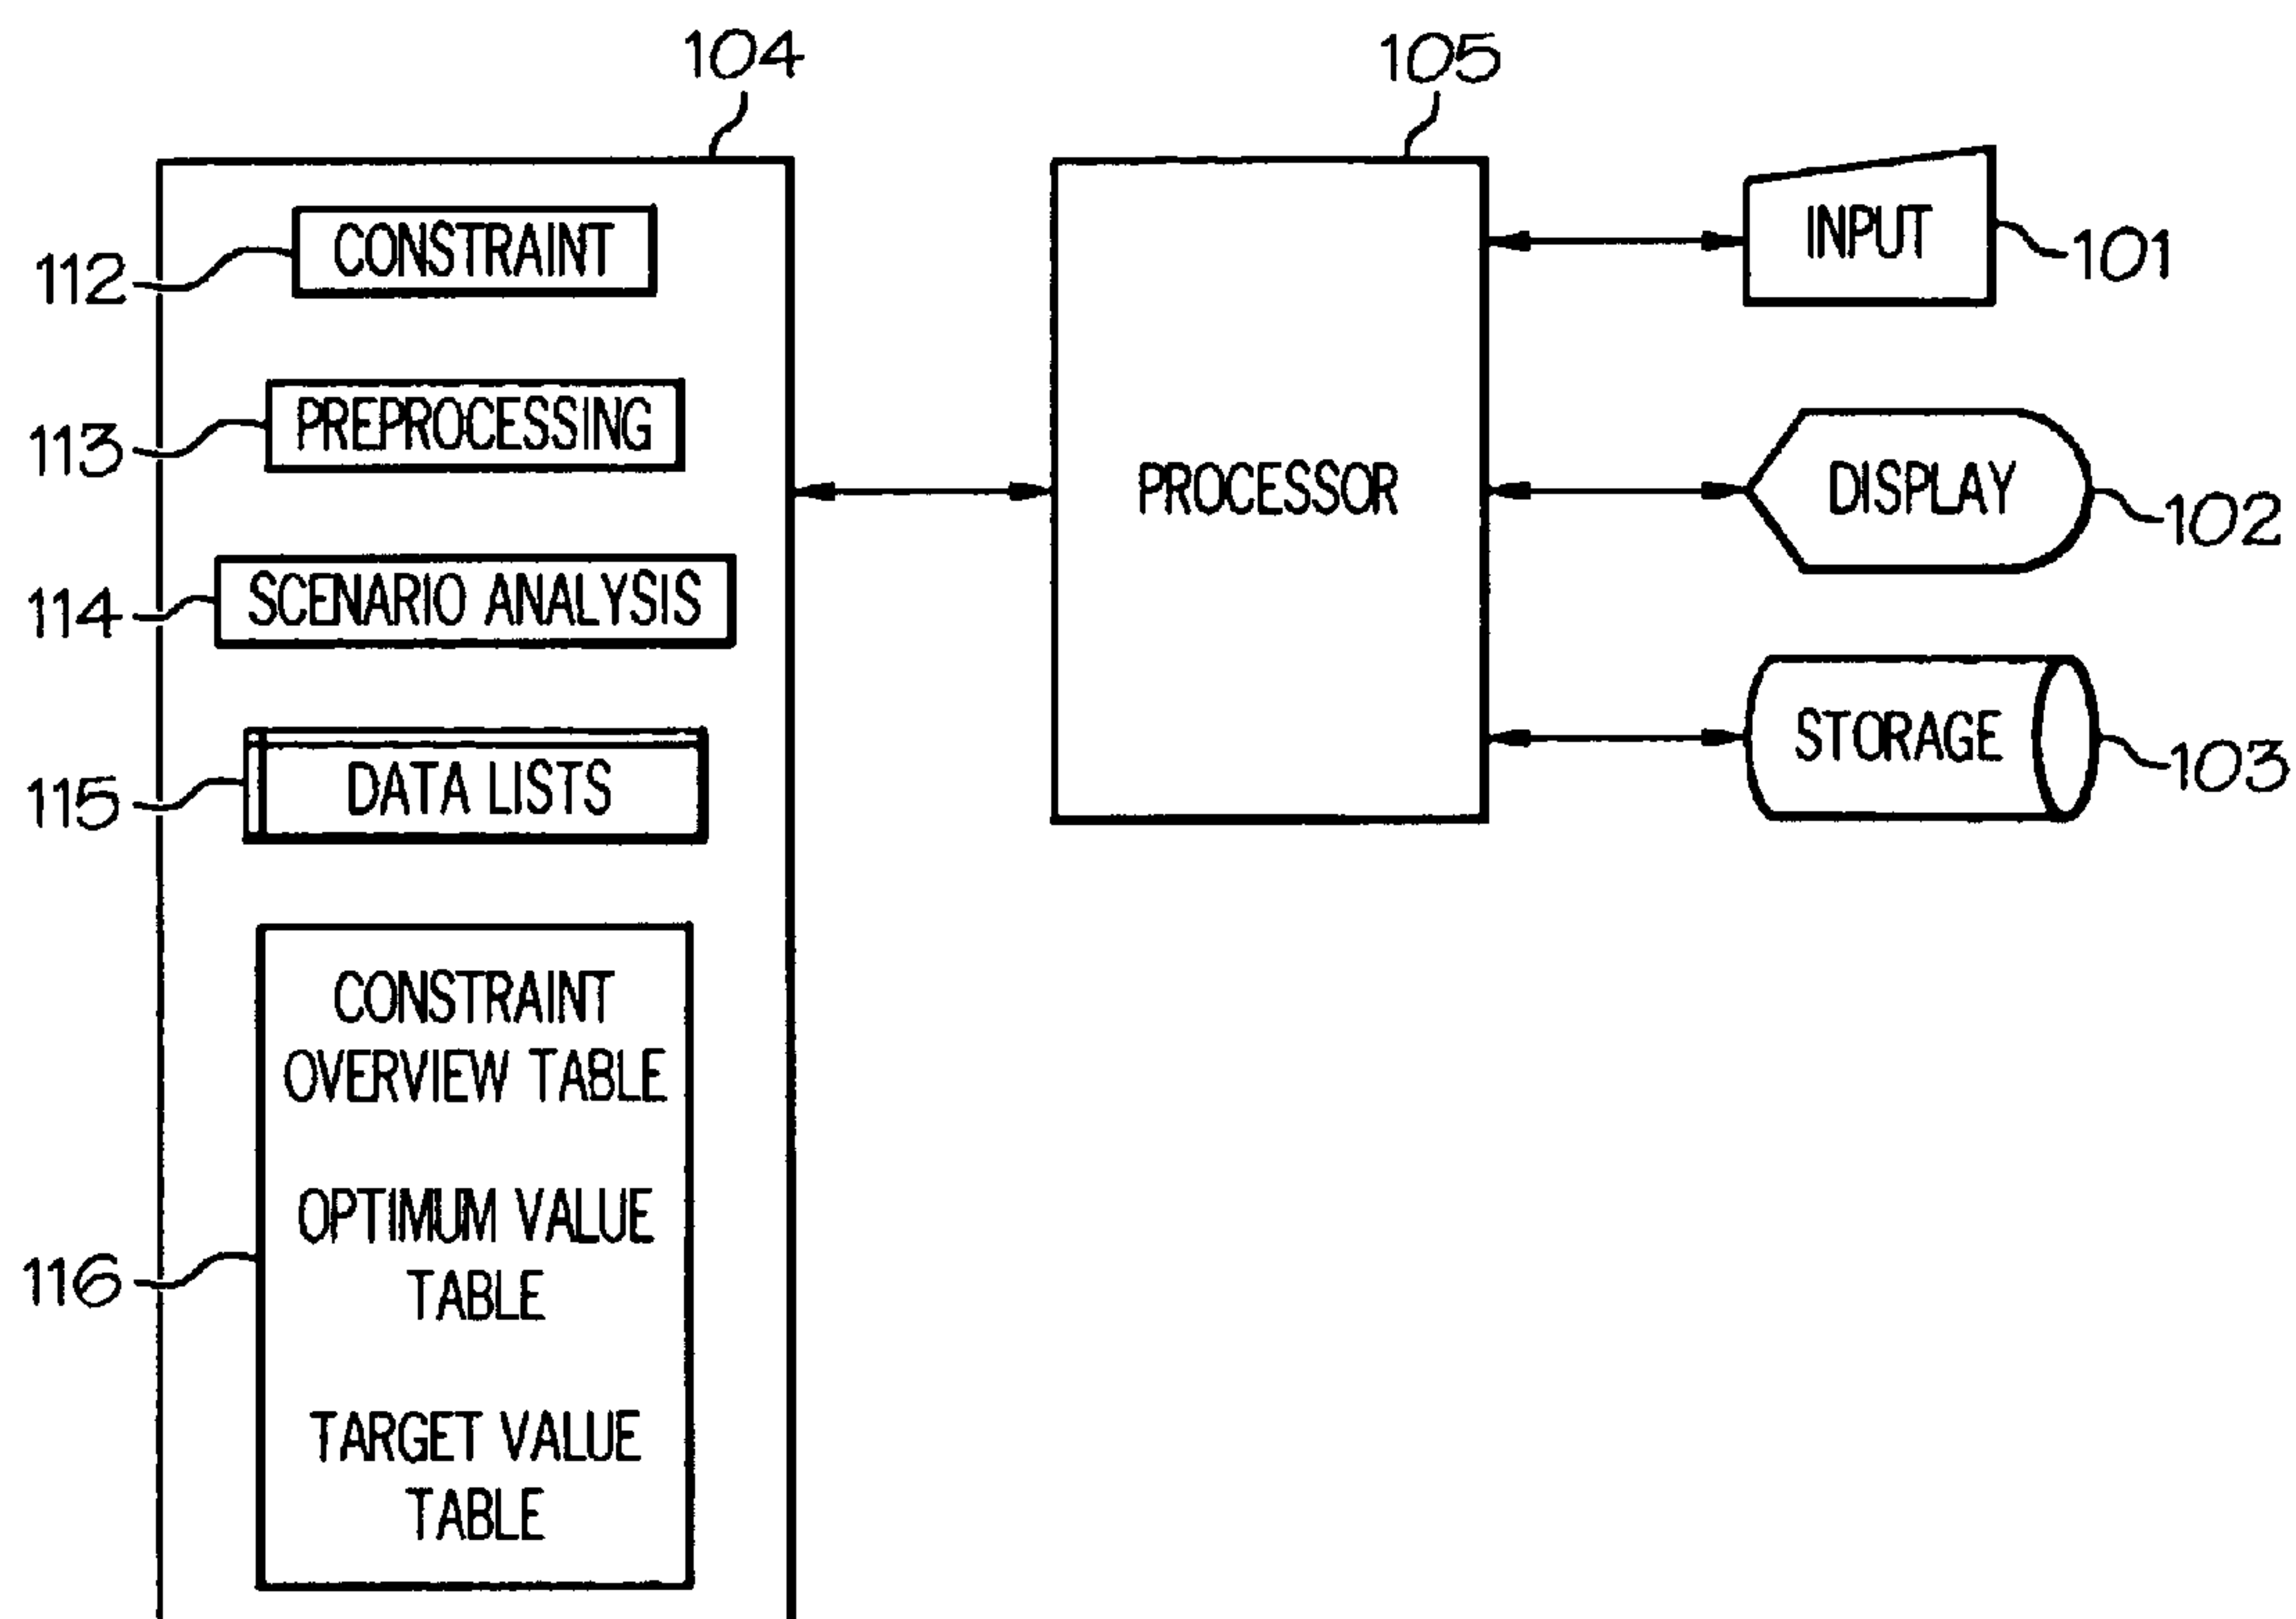 104
105
112
CONSTRAINT
INPUT
101
113
PREPROCESSING
PROCESSOR
DISPLAY
102
114
SCENARIO ANALYSIS
115
DATA LISTS
STORAGE
103
116
CONSTRAINT
OVERVIEW TABLE
OPTIMUM VALUE
TABLE
TARGET VALUE
TABLE